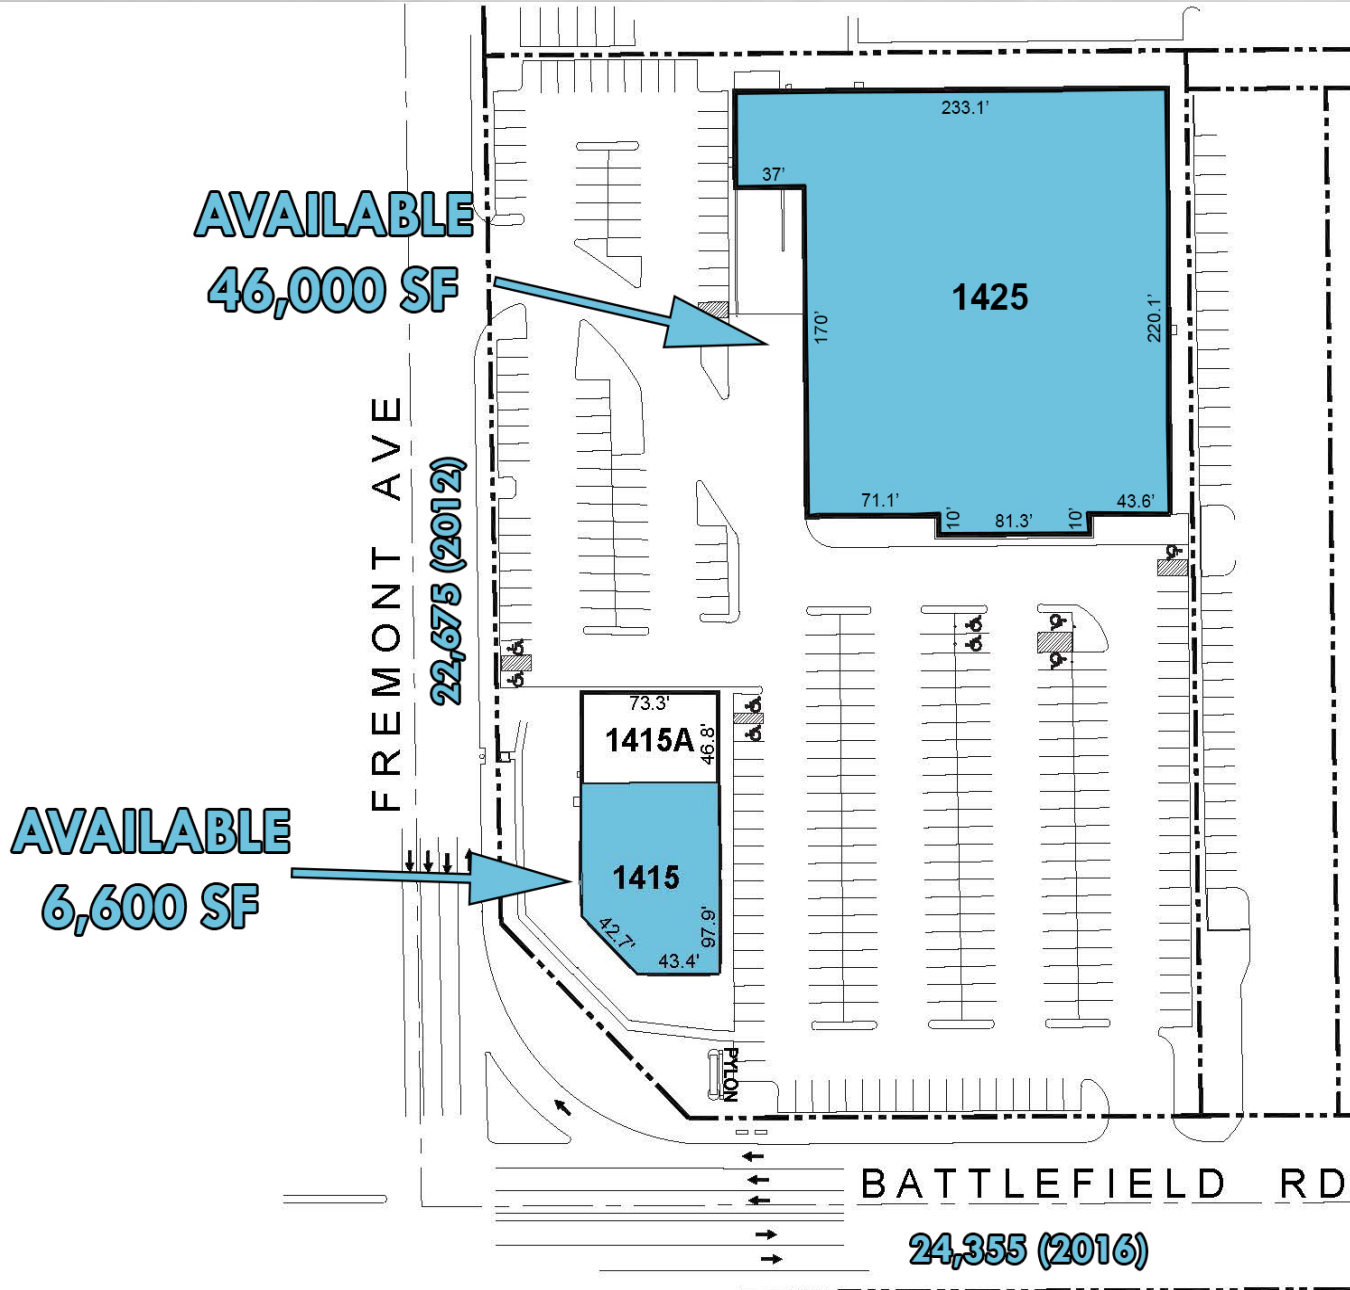 233.1'
37'
AVAILABLE
46,000 SF
1425
170'
220.1'
71.1'
10'
81.3'
10'
43.6'
FREMONT AVE
22,675 (2012)
73.3'
1415A
46.8'
AVAILABLE
6,600 SF
1415
42.7'
97.9'
43.4'
PYLON
BATTLEFIELD RD
24,355 (2016)